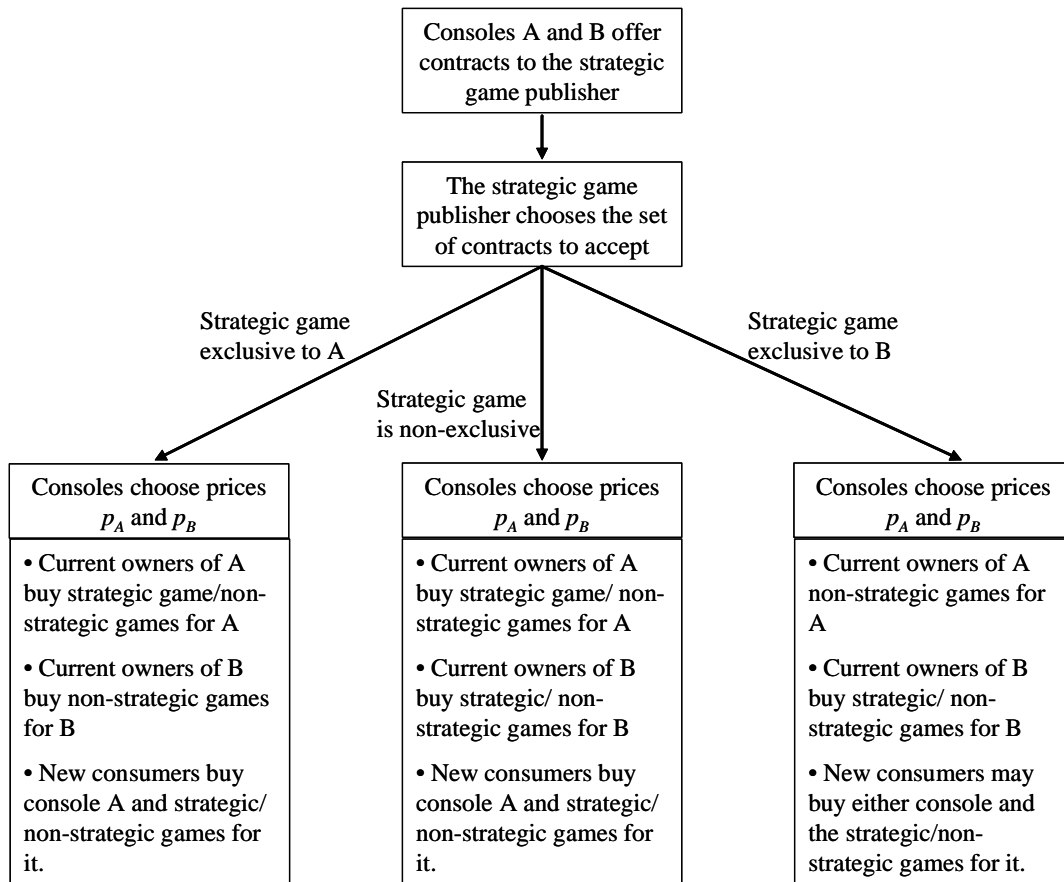 Consoles A and B offer
contracts to the strategic
game publisher
The strategic game
publisher chooses the set
of contracts to accept
Strategic game
exclusive to A
Strategic game
is non-exclusive
Strategic game
exclusive to B
Consoles choose prices
p_A and p_B
• Current owners of A
buy strategic game/non-
strategic games for A
• Current owners of B
buy non-strategic games
for B
• New consumers buy
console A and strategic/
non-strategic games for
it.
Consoles choose prices
p_A and p_B
• Current owners of A
buy strategic game/ non-
strategic games for A
• Current owners of B
buy strategic/ non-
strategic games for B
• New consumers buy
console A and strategic/
non-strategic games for
it.
Consoles choose prices
p_A and p_B
• Current owners of A
non-strategic games for
A
• Current owners of B
buy strategic/ non-
strategic games for B
• New consumers may
buy either console and
the strategic/non-
strategic games for it.